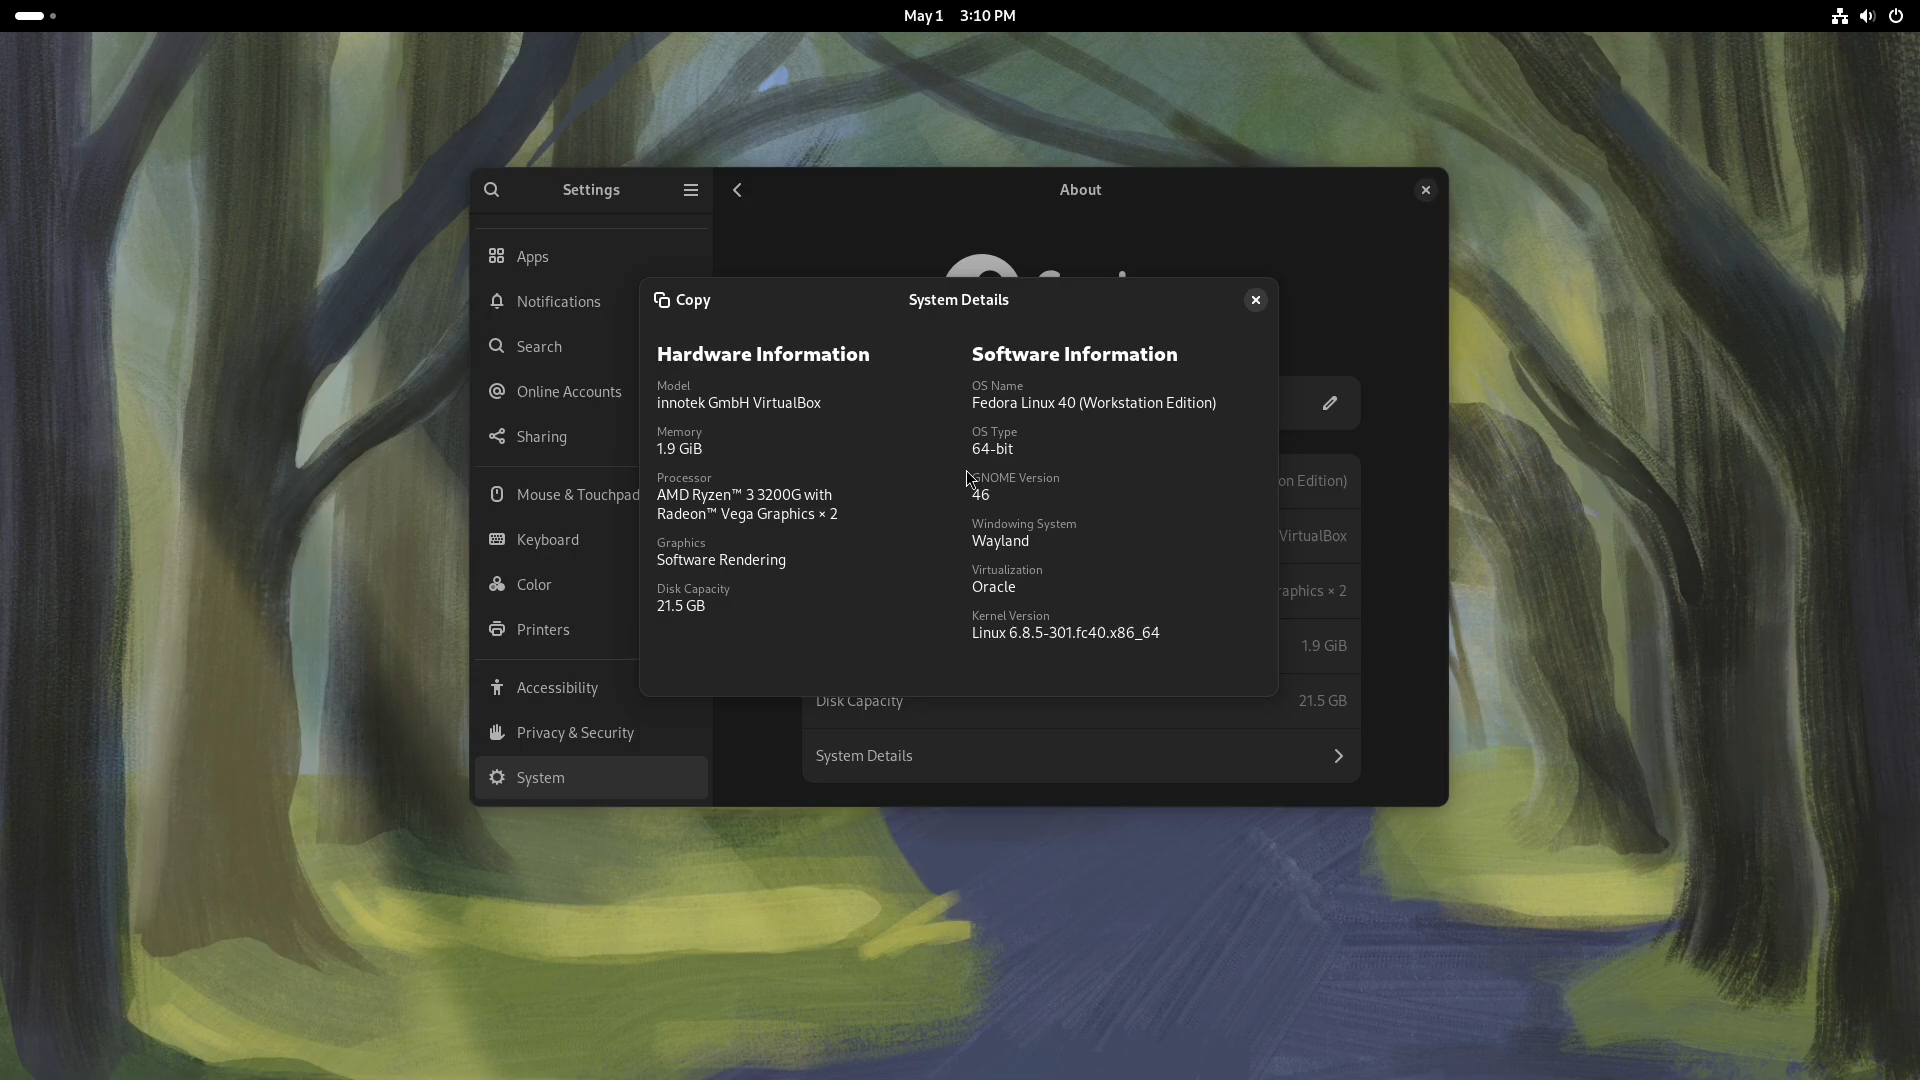 May 1 3:10 PM
Settings
About
Apps
Notifications
Search
Online Accounts
Sharing
Mouse & Touchpad
Keyboard
Color
Printers
Accessibility
Privacy & Security
System
Copy
System Details
Hardware Information
Model
innotek GmbH VirtualBox
Memory
1.9 GiB
Processor
AMD Ryzen™ 3 3200G with
Radeon™ Vega Graphics × 2
Graphics
Software Rendering
Disk Capacity
21.5 GB
Software Information
OS Name
Fedora Linux 40 (Workstation Edition)
OS Type
64-bit
GNOME Version
46
Windowing System
Wayland
Virtualization
Oracle
Kernel Version
Linux 6.8.5-301.fc40.x86_64
on Edition)
VirtualBox
raphics × 2
1.9 GiB
Disk Capacity 21.5 GB
System Details